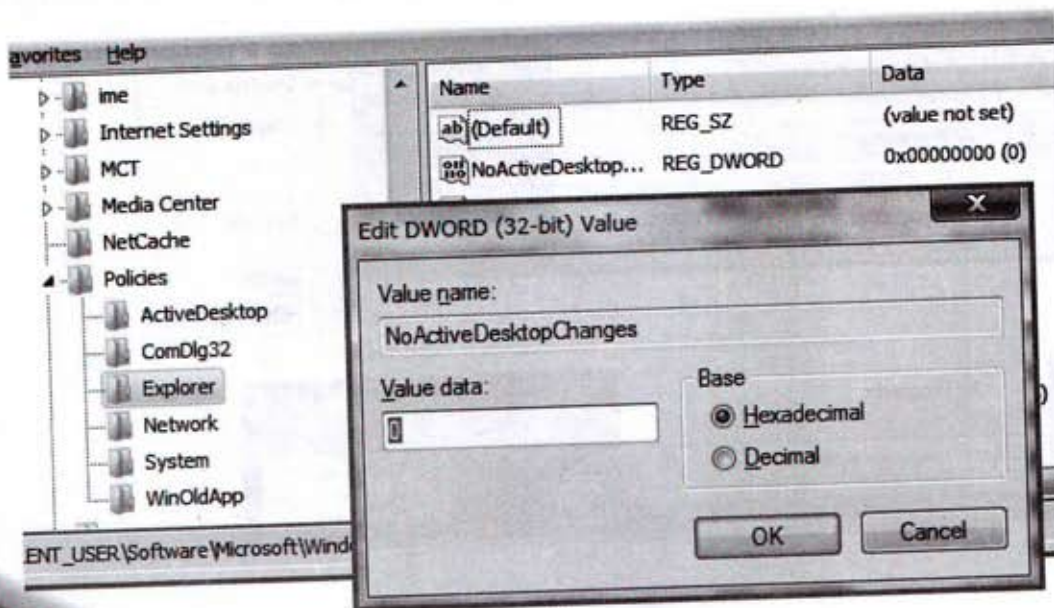 avorites Help
ime
Internet Settings
MCT
Media Center
NetCache
Policies
ActiveDesktop
ComDlg32
Explorer
Network
System
WinOldApp
ENT_USER\Software\Microsoft\Wind
Name Type Data
(Default) REG_SZ (value not set)
NoActiveDesktop... REG_DWORD 0x00000000 (0)
Edit DWORD (32-bit) Value
Value name:
NoActiveDesktopChanges
Value data:
0
Base
Hexadecimal
Decimal
OK Cancel